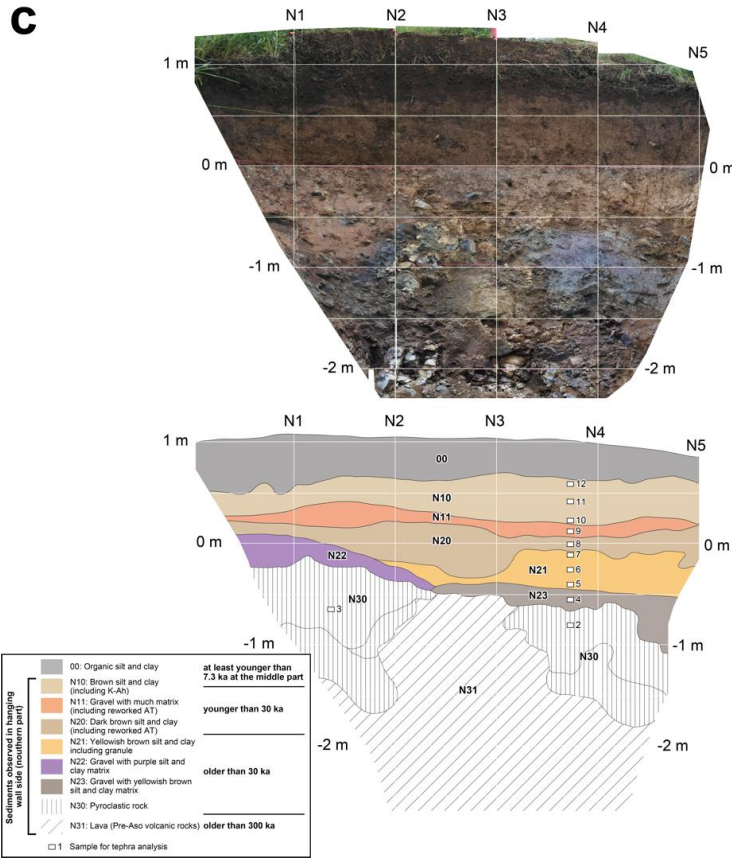 C
N1 N2 N3 N4 N5
1 m
0 m 0 m
-1 m -1 m
-2 m -2 m
N1 N2 N3 N4 N5
1 m
00
12
N10
11
N11
10
9
N20
8
0 m 0 m
7
N22
N21
6
5
N23
4
N30
3
2
-1 m -1 m
N30
N31
-2 m -2 m
Sediments observed in hanging
wall side (nouthern part)
00: Organic silt and clay
at least younger than
7.3 ka at the middle part
N10: Brown silt and clay
(including K-Ah)
N11: Gravel with much matrix
(including reworked AT)
younger than 30 ka
N20: Dark brown silt and clay
(including reworked AT)
N21: Yellowish brown silt and clay
including granule
N22: Gravel with purple silt and
clay matrix
older than 30 ka
N23: Gravel with yellowish brown
silt and clay matrix
N30: Pyroclastic rock
N31: Lava (Pre-Aso volcanic rocks) older than 300 ka
1 Sample for tephra analysis